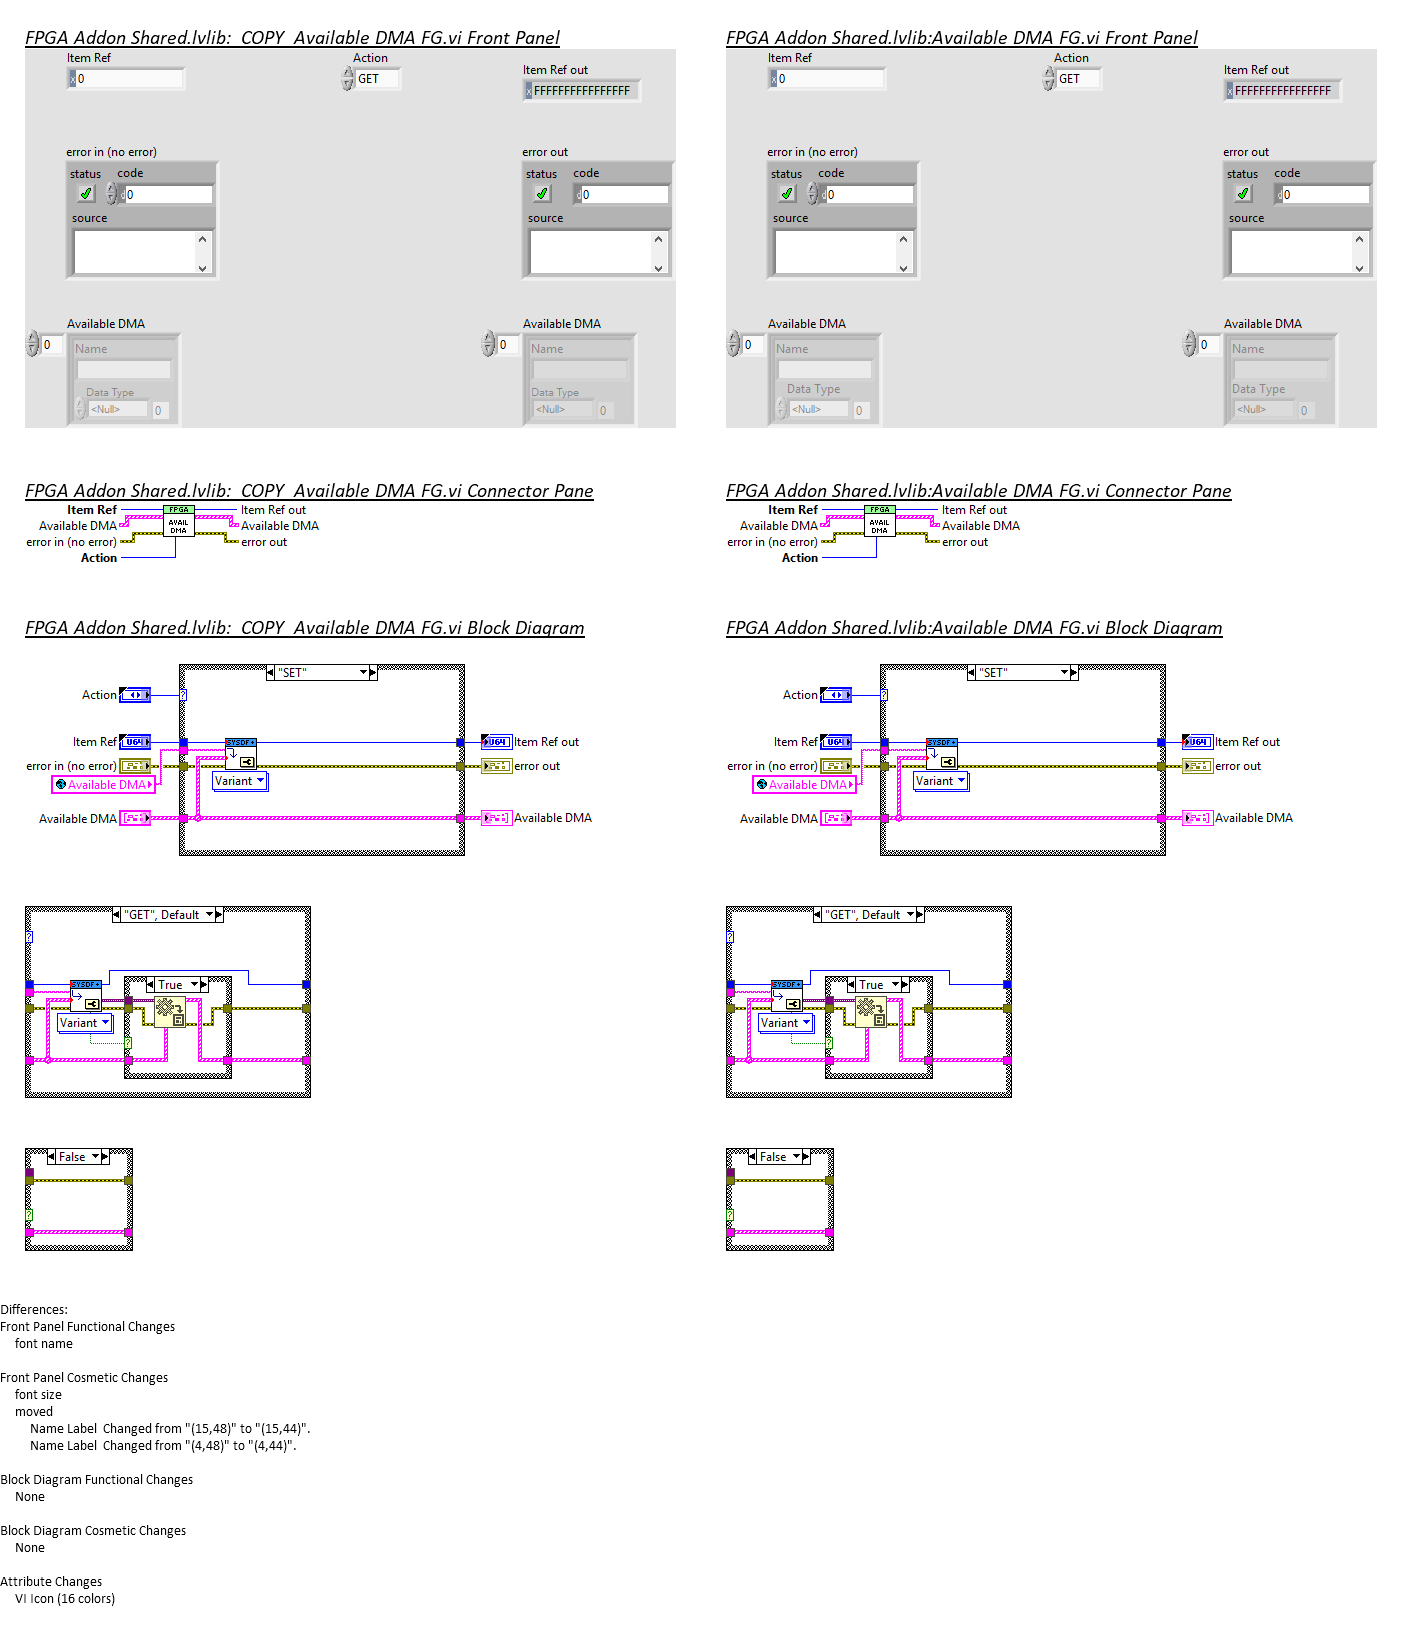 FPGA Addon Shared.lvlib:  COPY  Available DMA FG.vi Front Panel
Item Ref
x 0
Action
GET
Item Ref out
x FFFFFFFFFFFFFFFF
error in (no error)
status code
d 0
source
error out
status code
d 0
source
Available DMA
0
Name
Data Type
<Null> 0
Available DMA
0
Name
Data Type
<Null> 0
FPGA Addon Shared.lvlib:Available DMA FG.vi Front Panel
Item Ref
x 0
Action
GET
Item Ref out
x FFFFFFFFFFFFFFFF
error in (no error)
status code
d 0
source
error out
status code
d 0
source
Available DMA
0
Name
Data Type
<Null> 0
Available DMA
0
Name
Data Type
<Null> 0
FPGA Addon Shared.lvlib:  COPY  Available DMA FG.vi Connector Pane
Item Ref
Available DMA
error in (no error)
Action
FPGA
AVAIL
DMA
Item Ref out
Available DMA
error out
FPGA Addon Shared.lvlib:Available DMA FG.vi Connector Pane
Item Ref
Available DMA
error in (no error)
Action
FPGA
AVAIL
DMA
Item Ref out
Available DMA
error out
FPGA Addon Shared.lvlib:  COPY  Available DMA FG.vi Block Diagram
"SET"
Action
?
Item Ref U64
SYSDF
U64 Item Ref out
error in (no error)
error out
Available DMA
Variant
Available DMA
Available DMA
"GET", Default
?
SYSDF
True
Variant
?
False
?
FPGA Addon Shared.lvlib:Available DMA FG.vi Block Diagram
"SET"
Action
?
Item Ref U64
SYSDF
U64 Item Ref out
error in (no error)
error out
Available DMA
Variant
Available DMA
Available DMA
"GET", Default
?
SYSDF
True
Variant
?
False
?
Differences:
Front Panel Functional Changes
font name
Front Panel Cosmetic Changes
font size
moved
Name Label  Changed from "(15,48)" to "(15,44)".
Name Label  Changed from "(4,48)" to "(4,44)".
Block Diagram Functional Changes
None
Block Diagram Cosmetic Changes
None
Attribute Changes
VI Icon (16 colors)